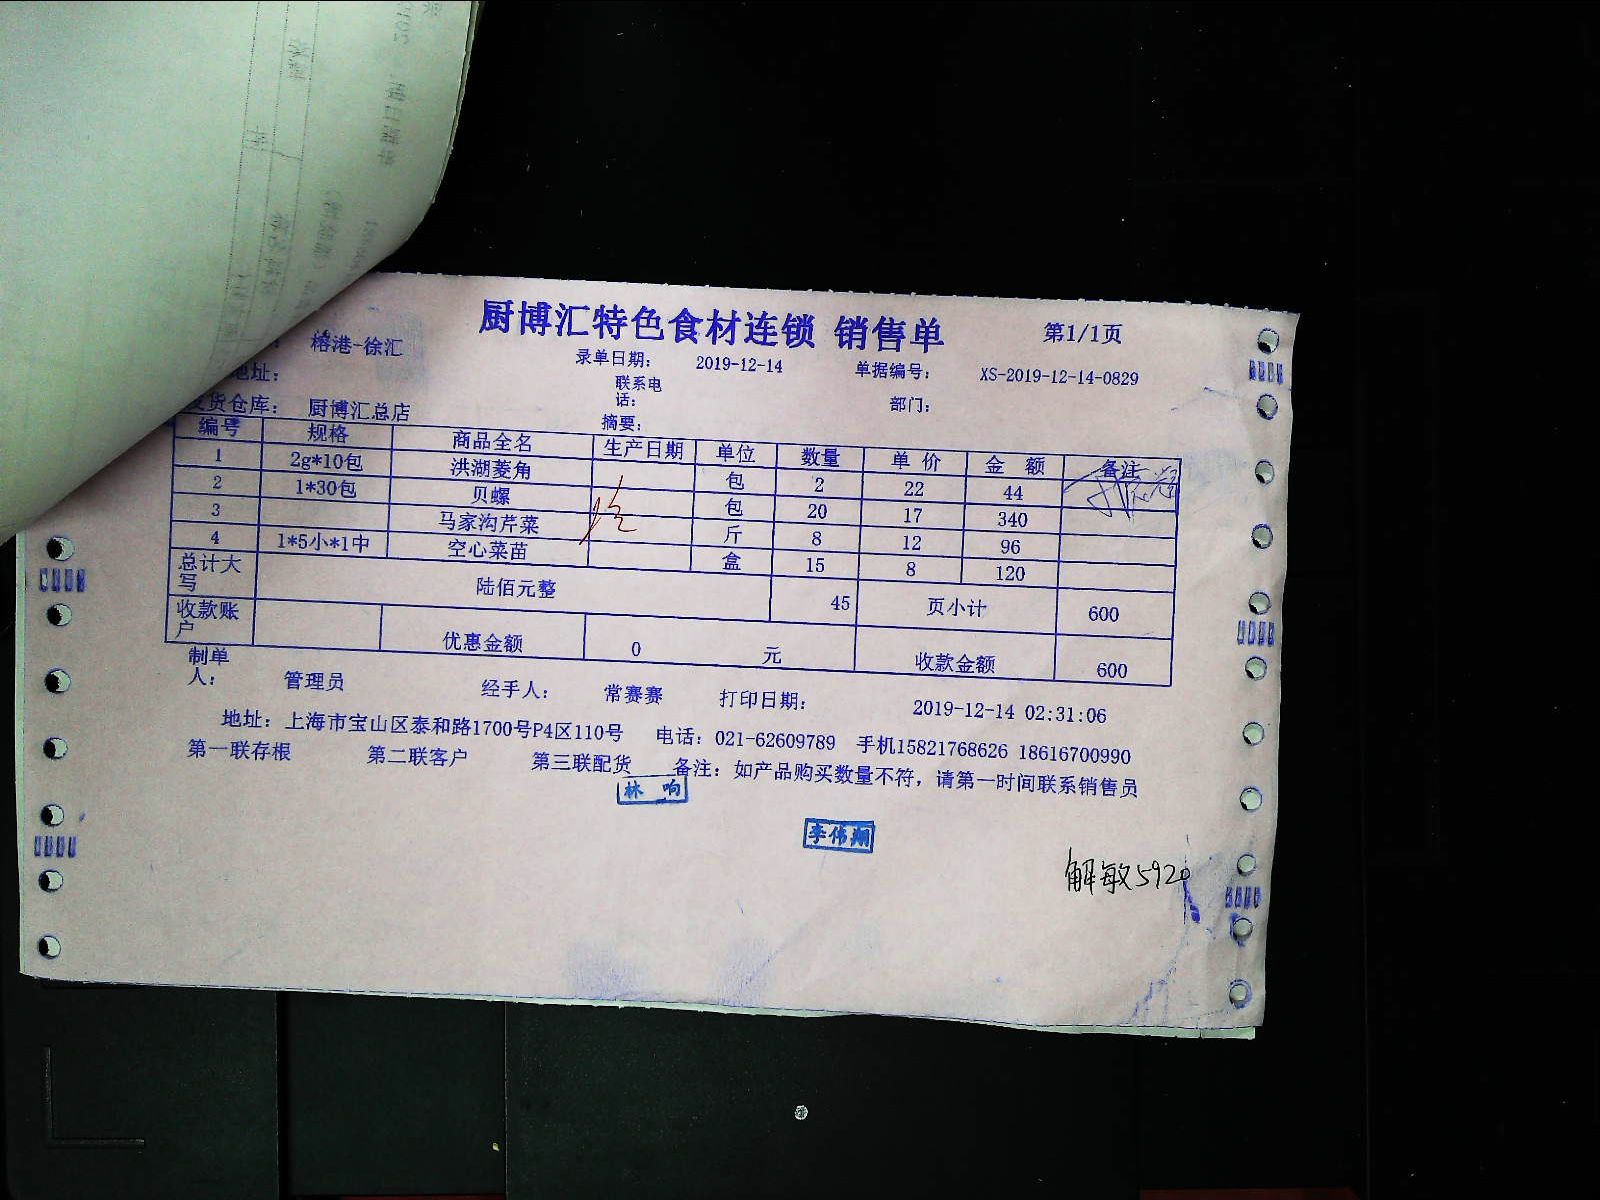 厨博汇特色食材连锁 销售单 第1/1页
榕港-徐汇 录单日期: 2019-12-14 单据编号: XS-2019-12-14-0829
地址: 联系电话: 部门:
发货仓库: 厨博汇总店 摘要:
编号 规格 商品全名 生产日期 单位 数量 单价 金额 备注
1 2g*10包 洪湖菱角 包 2 22 44
2 1*30包 贝螺 包 20 17 340
3 马家沟芹菜 斤 8 12 96
4 1*5小*1中 空心菜苗 盒 15 8 120
总计大写 陆佰元整 45 页小计 600
收款账户 优惠金额 0 元 收款金额 600
制单人: 管理员 经手人: 常赛赛 打印日期: 2019-12-14 02:31:06
地址: 上海市宝山区泰和路1700号P4区110号 电话: 021-62609789 手机15821768626 18616700990
第一联存根 第二联客户 第三联配货 备注: 如产品购买数量不符，请第一时间联系销售员
林 响
李伟翔
解敏5920